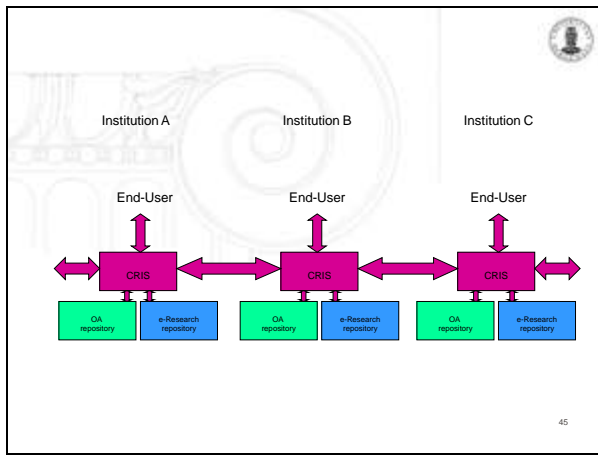 Institution A Institution B Institution C
End-User End-User End-User
CRIS CRIS CRIS
OA e-Research OA e-Research OA e-Research
repository repository repository repository repository repository
45